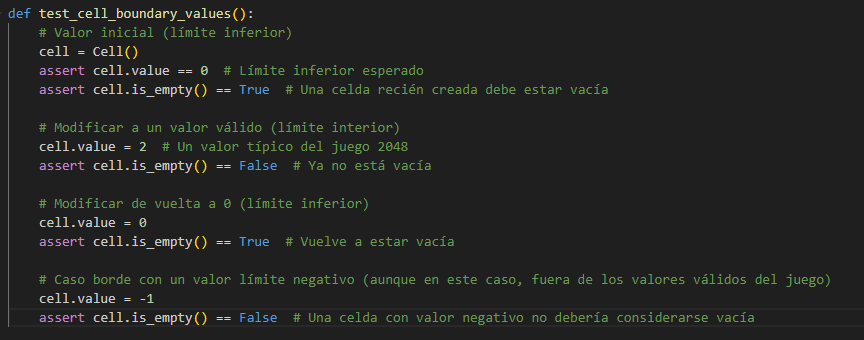 def test_cell_boundary_values():
    # Valor inicial (límite inferior)
    cell = Cell()
    assert cell.value == 0  # Límite inferior esperado
    assert cell.is_empty() == True  # Una celda recién creada debe estar vacía
    # Modificar a un valor válido (límite interior)
    cell.value = 2  # Un valor típico del juego 2048
    assert cell.is_empty() == False  # Ya no está vacía
    # Modificar de vuelta a 0 (límite inferior)
    cell.value = 0
    assert cell.is_empty() == True  # Vuelve a estar vacía
    # Caso borde con un valor límite negativo (aunque en este caso, fuera de los valores válidos del juego)
    cell.value = -1
    assert cell.is_empty() == False  # Una celda con valor negativo no debería considerarse vacía